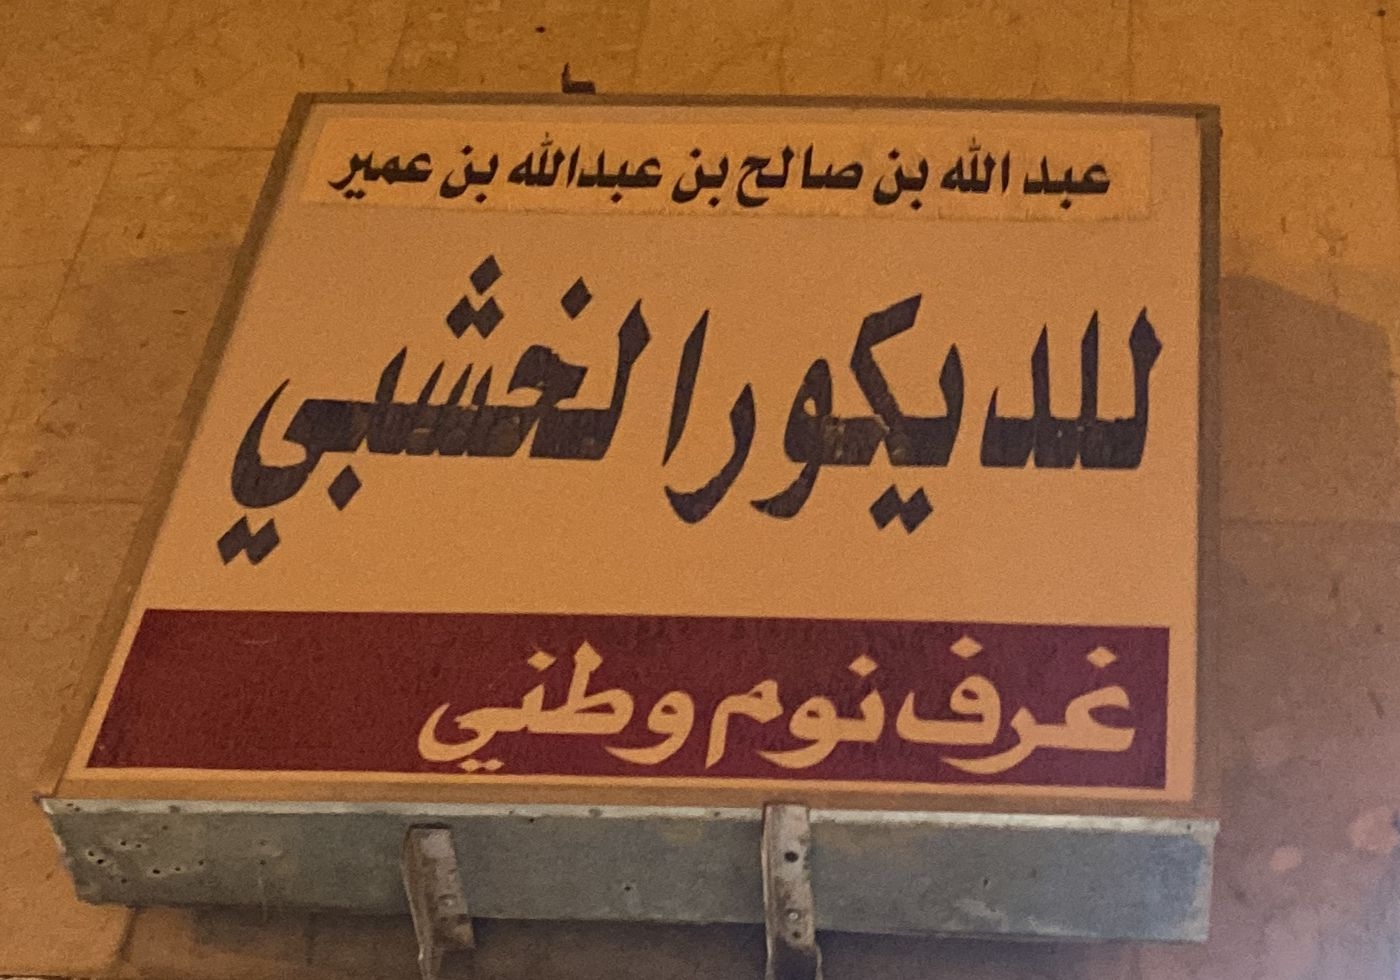 عبد الله بن صالح بن عبدالله بن عمير
للديكور الخشبي
غرف نوم وطني